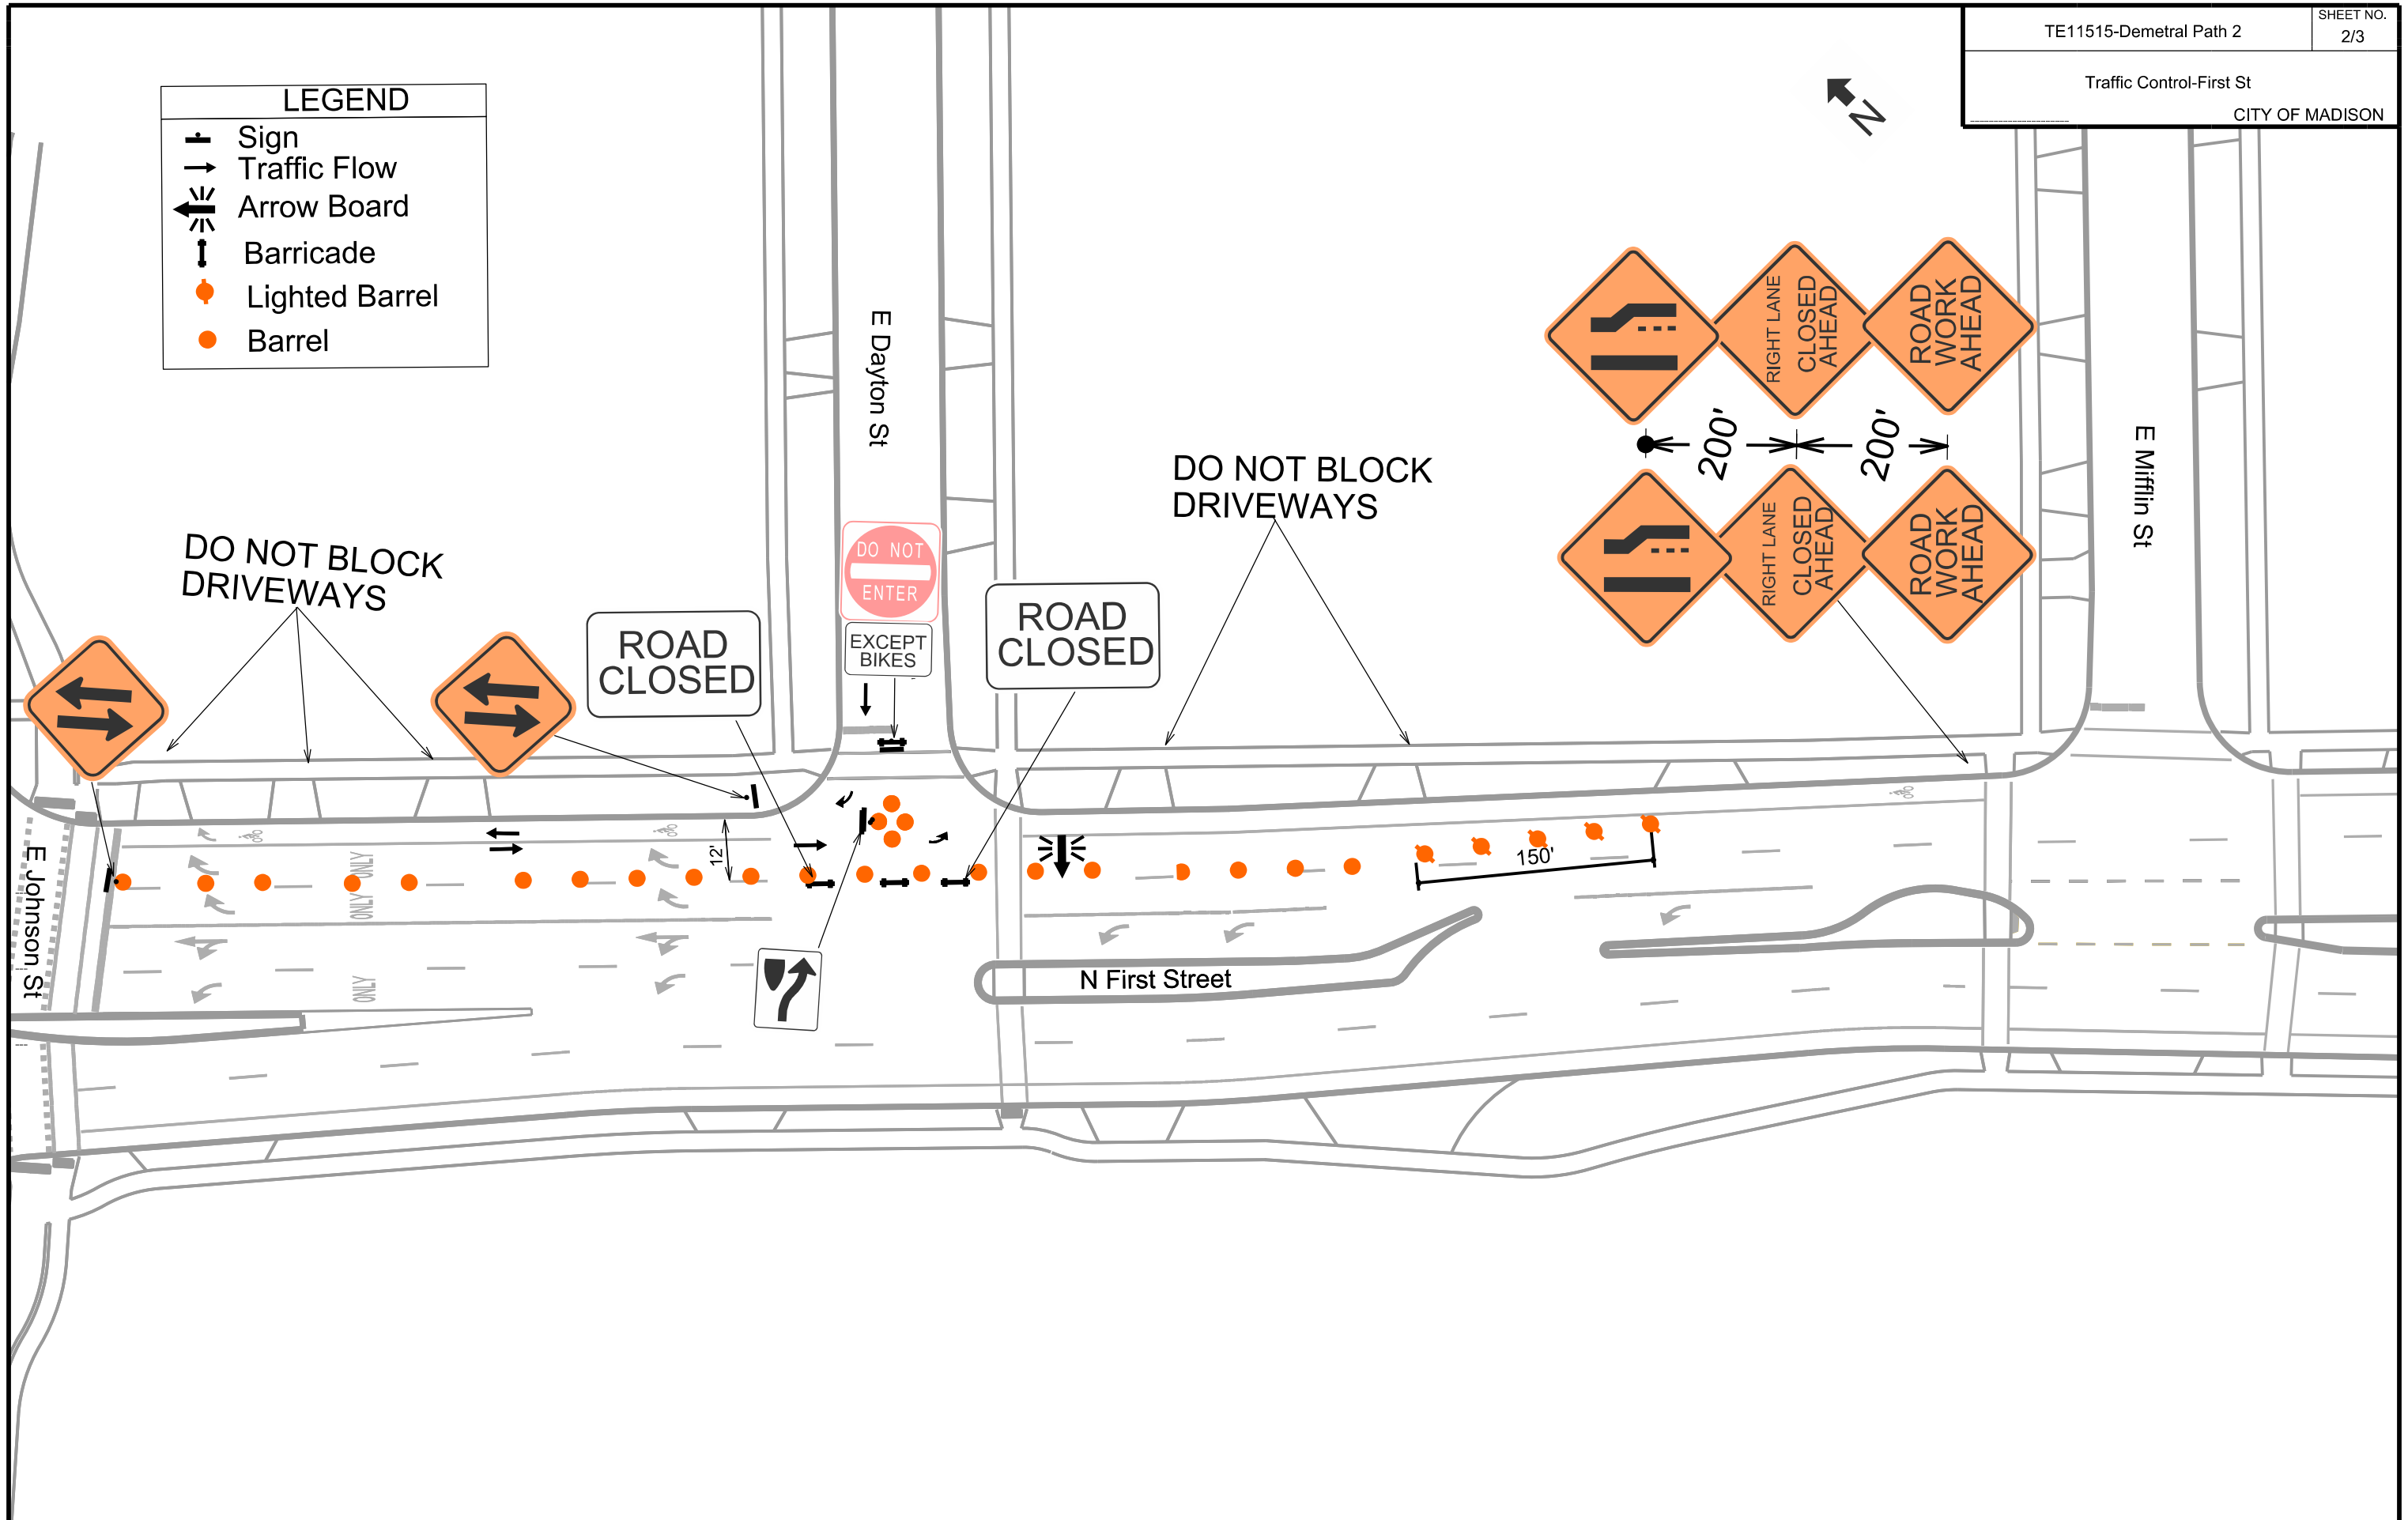 TE11515-Demetral Path 2
SHEET NO.
2/3
Traffic Control-First St
CITY OF MADISON
N
LEGEND
Sign
Traffic Flow
Arrow Board
Barricade
Lighted Barrel
Barrel
E Dayton St
E Mifflin St
RIGHT LANE
CLOSED
AHEAD
ROAD
WORK
AHEAD
200'
200'
RIGHT LANE
CLOSED
AHEAD
ROAD
WORK
AHEAD
DO NOT BLOCK
DRIVEWAYS
DO NOT BLOCK
DRIVEWAYS
DO NOT
ENTER
EXCEPT
BIKES
ROAD
CLOSED
ROAD
CLOSED
12'
150'
ONLY
ONLY
ONLY
E Johnson St
N First Street